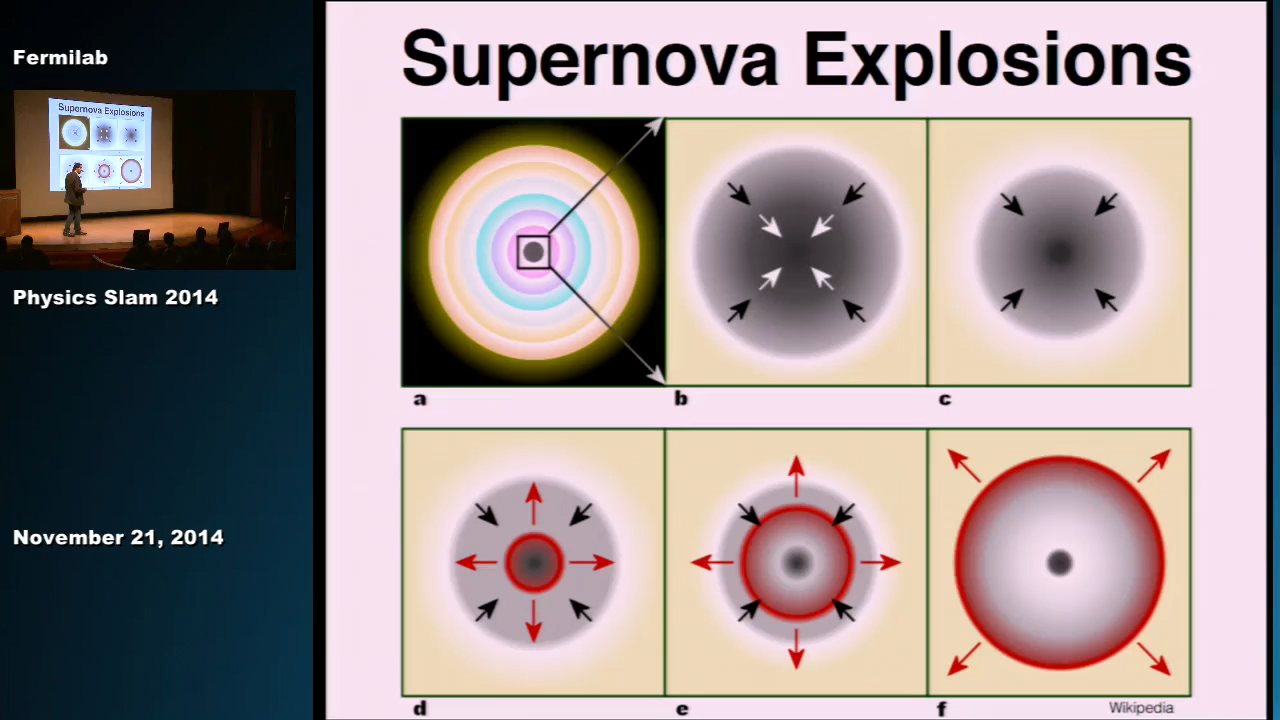 Fermilab
Supernova Explosions
Physics Slam 2014
November 21, 2014
Supernova Explosions
a
b
c
d
e
f
Wikipedia